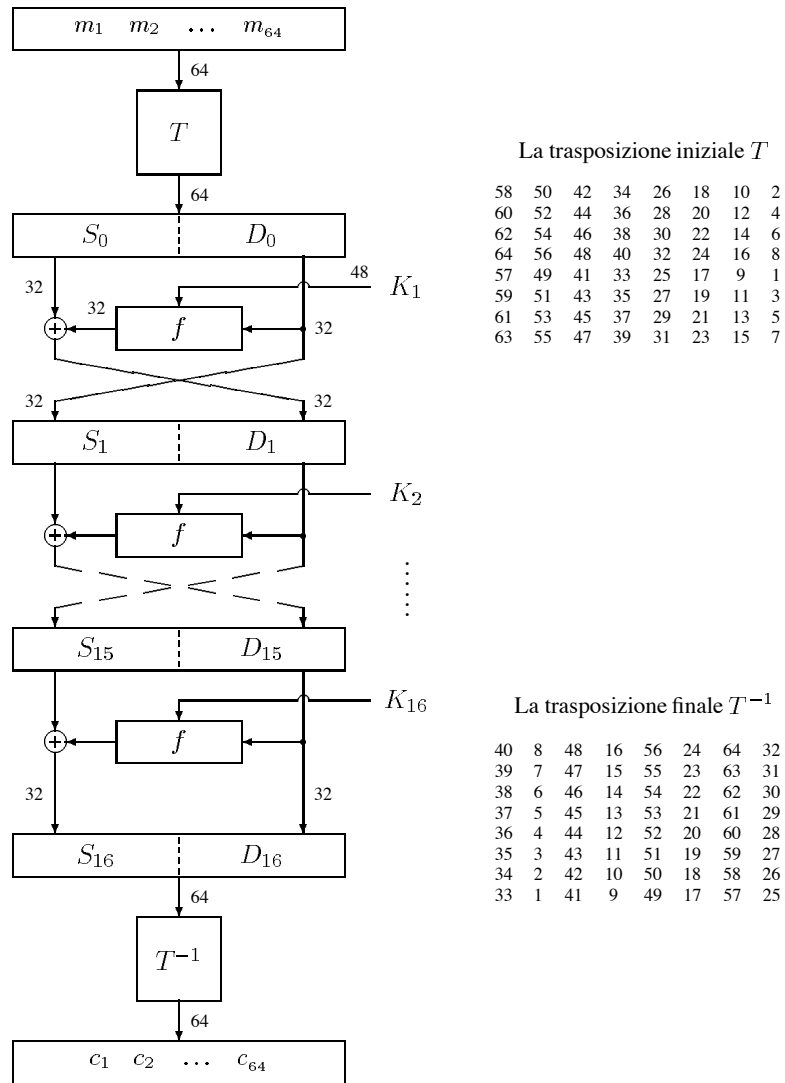 m₁ m₂ ... m₆₄
64
T
64
S₀ D₀
48
K₁
32
32
f
+
32
32
32
S₁ D₁
K₂
f
+
S₁₅ D₁₅
K₁₆
f
+
32
32
S₁₆ D₁₆
64
T⁻¹
64
c₁ c₂ ... c₆₄
La trasposizione iniziale T
58 50 42 34 26 18 10 2
60 52 44 36 28 20 12 4
62 54 46 38 30 22 14 6
64 56 48 40 32 24 16 8
57 49 41 33 25 17 9 1
59 51 43 35 27 19 11 3
61 53 45 37 29 21 13 5
63 55 47 39 31 23 15 7
La trasposizione finale T⁻¹
40 8 48 16 56 24 64 32
39 7 47 15 55 23 63 31
38 6 46 14 54 22 62 30
37 5 45 13 53 21 61 29
36 4 44 12 52 20 60 28
35 3 43 11 51 19 59 27
34 2 42 10 50 18 58 26
33 1 41 9 49 17 57 25